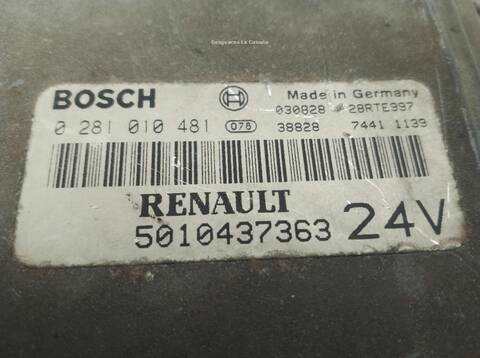 BOSCH
Made in Germany
030828 28RTE997
0 281 010 481 076 38828 7441 1139
RENAULT
5010437363 24V